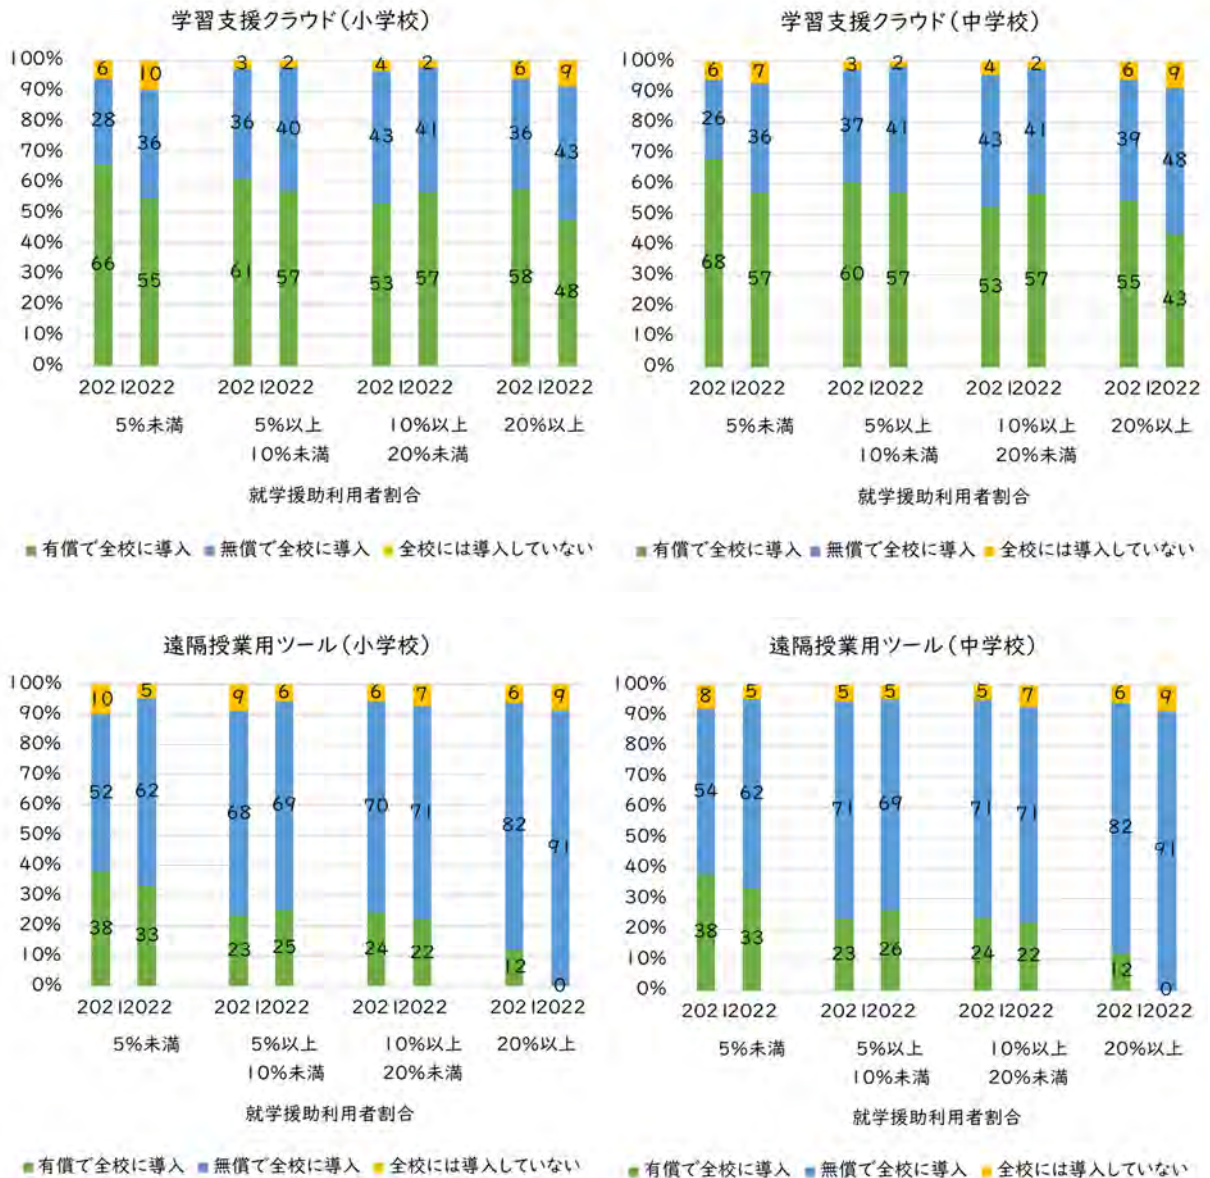 学習支援クラウド(小学校)
100%
90%
80%
70%
60%
50%
40%
30%
20%
10%
0%
6 10 3 2 4 2 6 9
28 36 36 40 43 41 36 43
66 55 61 57 53 57 58 48
2021 2022 2021 2022 2021 2022 2021 2022
5%未満 5%以上 10%以上 20%以上
10%未満 20%未満
就学援助利用者割合
有償で全校に導入 無償で全校に導入 全校には導入していない
学習支援クラウド(中学校)
100%
90%
80%
70%
60%
50%
40%
30%
20%
10%
0%
6 7 3 2 4 2 6 9
26 36 37 41 43 41 39 48
68 57 60 57 53 57 55 43
2021 2022 2021 2022 2021 2022 2021 2022
5%未満 5%以上 10%以上 20%以上
10%未満 20%未満
就学援助利用者割合
有償で全校に導入 無償で全校に導入 全校には導入していない
遠隔授業用ツール(小学校)
100%
90%
80%
70%
60%
50%
40%
30%
20%
10%
0%
10 5 9 6 6 7 6 9
52 62 68 69 70 71 82 91
38 33 23 25 24 22 12 0
2021 2022 2021 2022 2021 2022 2021 2022
5%未満 5%以上 10%以上 20%以上
10%未満 20%未満
就学援助利用者割合
有償で全校に導入 無償で全校に導入 全校には導入していない
遠隔授業用ツール(中学校)
100%
90%
80%
70%
60%
50%
40%
30%
20%
10%
0%
8 5 5 5 5 7 6 9
54 62 71 69 71 71 82 91
38 33 23 26 24 22 12 0
2021 2022 2021 2022 2021 2022 2021 2022
5%未満 5%以上 10%以上 20%以上
10%未満 20%未満
就学援助利用者割合
有償で全校に導入 無償で全校に導入 全校には導入していない